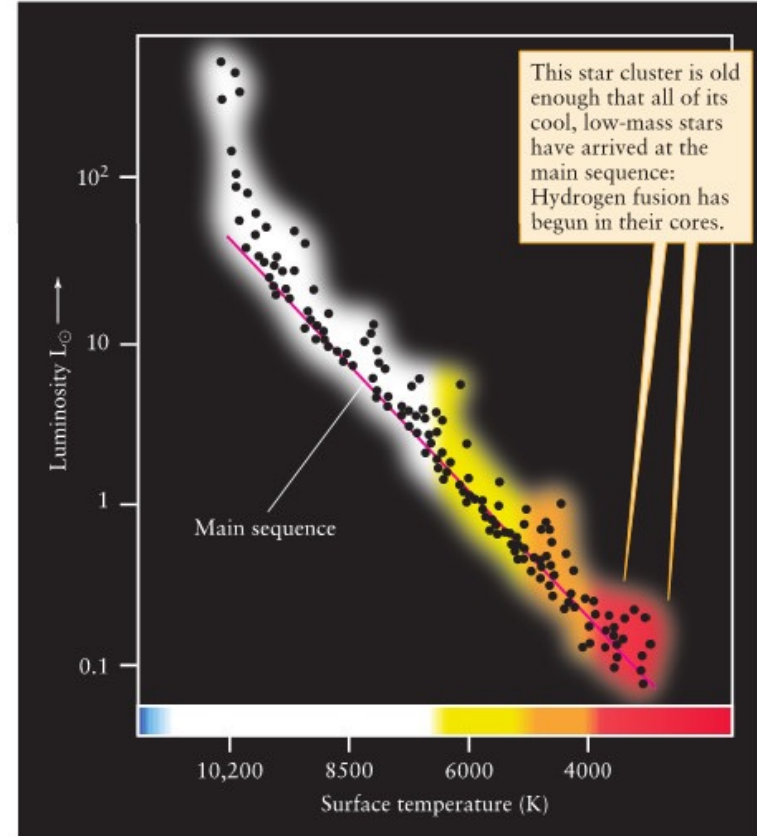 This star cluster is old
enough that all of its
cool, low-mass stars
have arrived at the
main sequence:
Hydrogen fusion has
begun in their cores.
10²
10
1
0.1
Luminosity L☉ →
Main sequence
10,200 8500 6000 4000
Surface temperature (K)